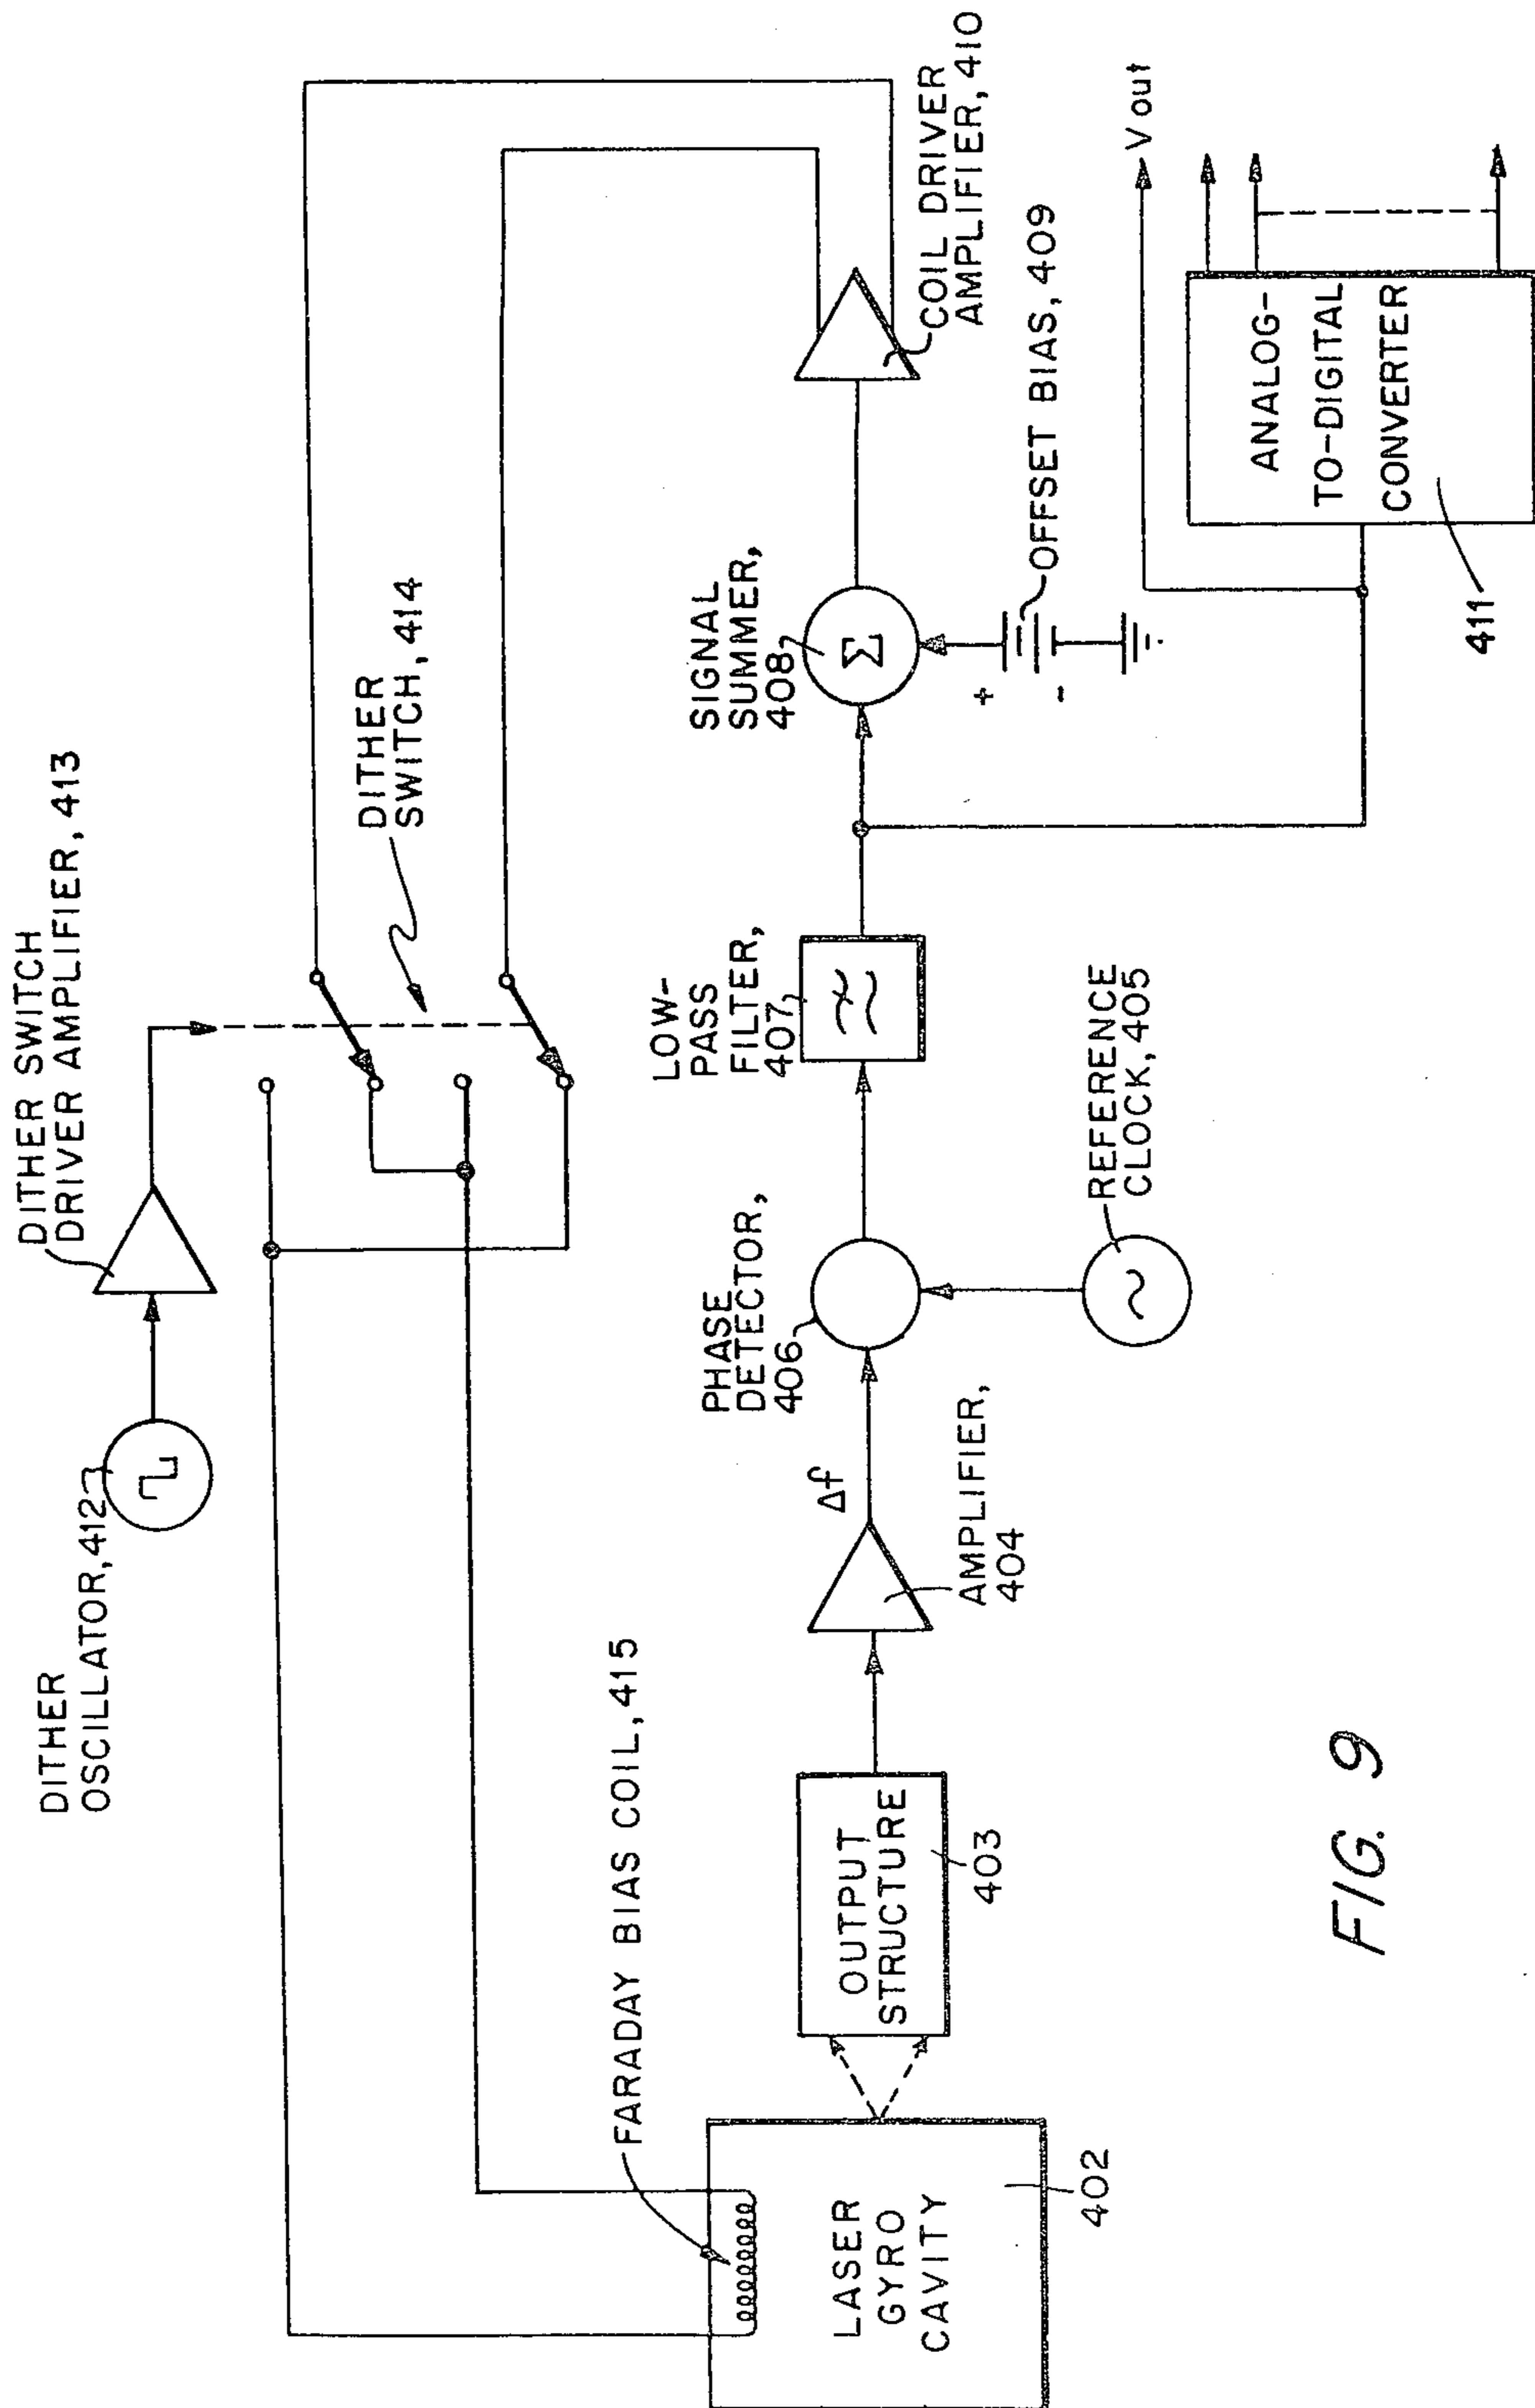 DITHER
OSCILLATOR, 412
DITHER SWITCH
DRIVER AMPLIFIER, 413
DITHER
SWITCH, 414
FARADAY BIAS COIL, 415
LASER
GYRO
CAVITY
402
OUTPUT
STRUCTURE
403
Δf
AMPLIFIER,
404
PHASE
DETECTOR,
406
REFERENCE
CLOCK, 405
LOW-
PASS
FILTER,
407
SIGNAL
SUMMER,
408
Σ
+
-
OFFSET BIAS, 409
COIL DRIVER
AMPLIFIER, 410
V out
ANALOG-
TO-DIGITAL
CONVERTER
411
FIG. 9